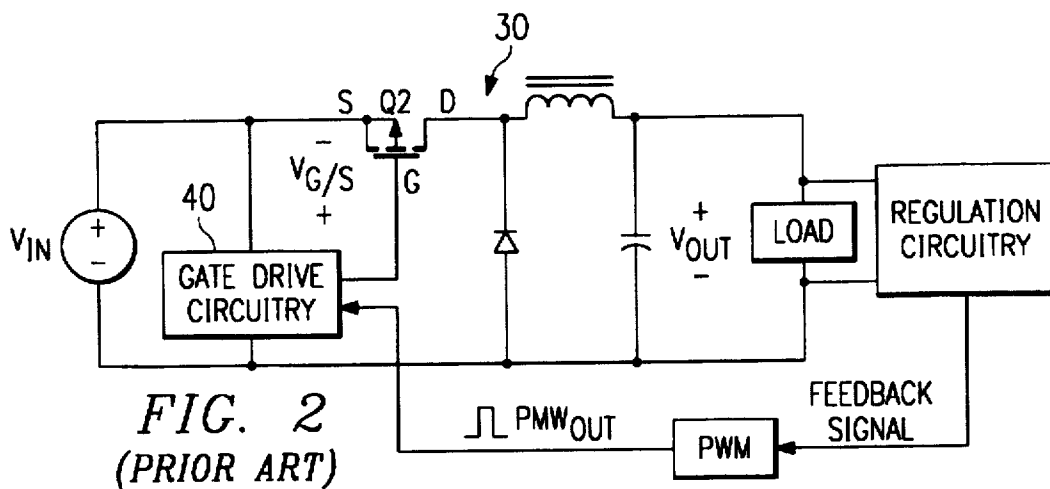 30
S Q2 D
−
V_G/S
+
G
40
V_IN
+
−
GATE DRIVE
CIRCUITRY
+
V_OUT
−
LOAD
REGULATION
CIRCUITRY
FIG. 2
(PRIOR ART)
PMW_OUT
PWM
FEEDBACK
SIGNAL